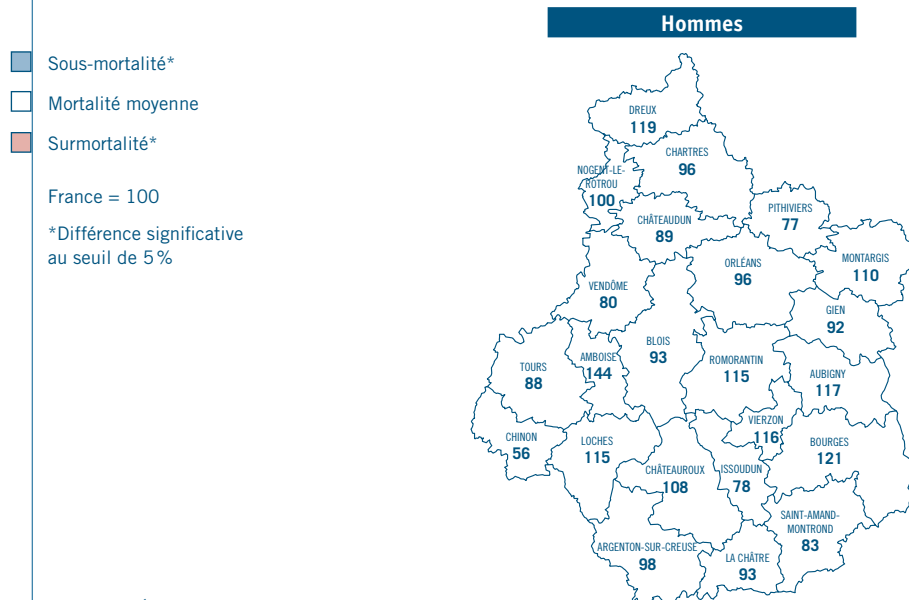 Hommes
Sous-mortalité*
Mortalité moyenne
Surmortalité*
France = 100
*Différence significative
au seuil de 5 %
DREUX
119
CHARTRES
96
NOGENT-LE-
ROTROU
100
CHÂTEAUDUN
89
PITHIVIERS
77
ORLÉANS
96
MONTARGIS
110
VENDÔME
80
GIEN
92
BLOIS
93
AMBOISE
144
TOURS
88
ROMORANTIN
115
AUBIGNY
117
VIERZON
116
CHINON
56
LOCHES
115
BOURGES
121
CHÂTEAUROUX
108
ISSOUDUN
78
SAINT-AMAND-
MONTROND
83
ARGENTON-SUR-CREUSE
98
LA CHÂTRE
93